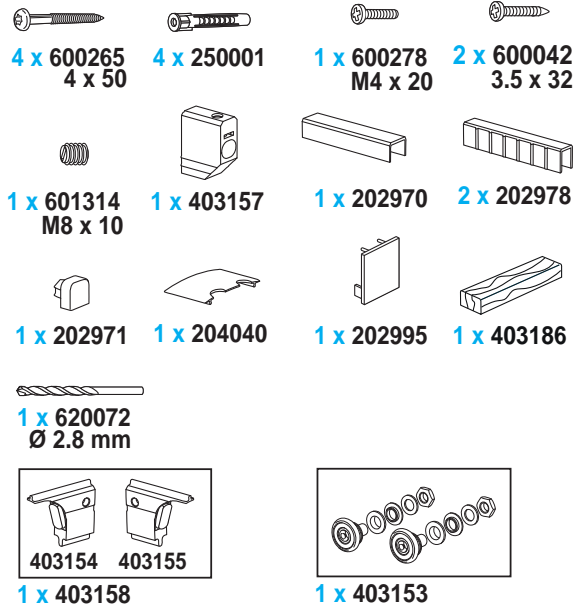 4 x 600265
4 x 50
4 x 250001
1 x 600278
M4 x 20
2 x 600042
3.5 x 32
1 x 601314
M8 x 10
1 x 403157
1 x 202970
2 x 202978
1 x 202971
1 x 204040
1 x 202995
1 x 403186
1 x 620072
Ø 2.8 mm
403154
403155
1 x 403158
1 x 403153